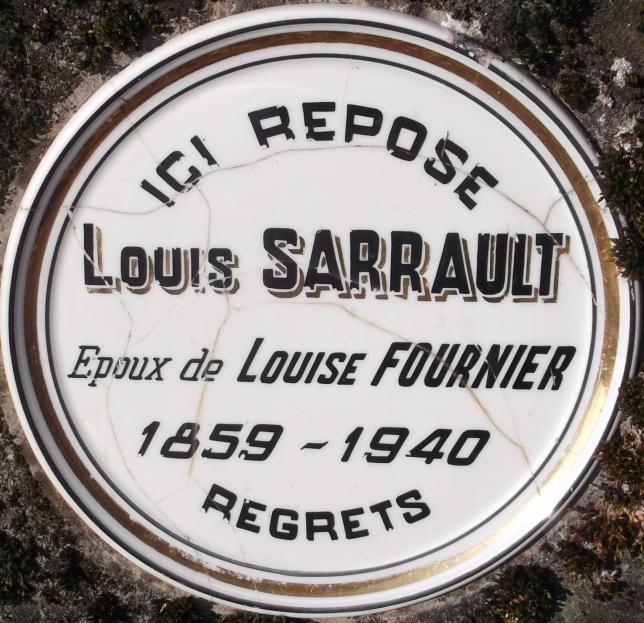 ICI REPOSE
Louis SARRAULT
Epoux de Louise FOURNIER
1859 ~ 1940
REGRETS